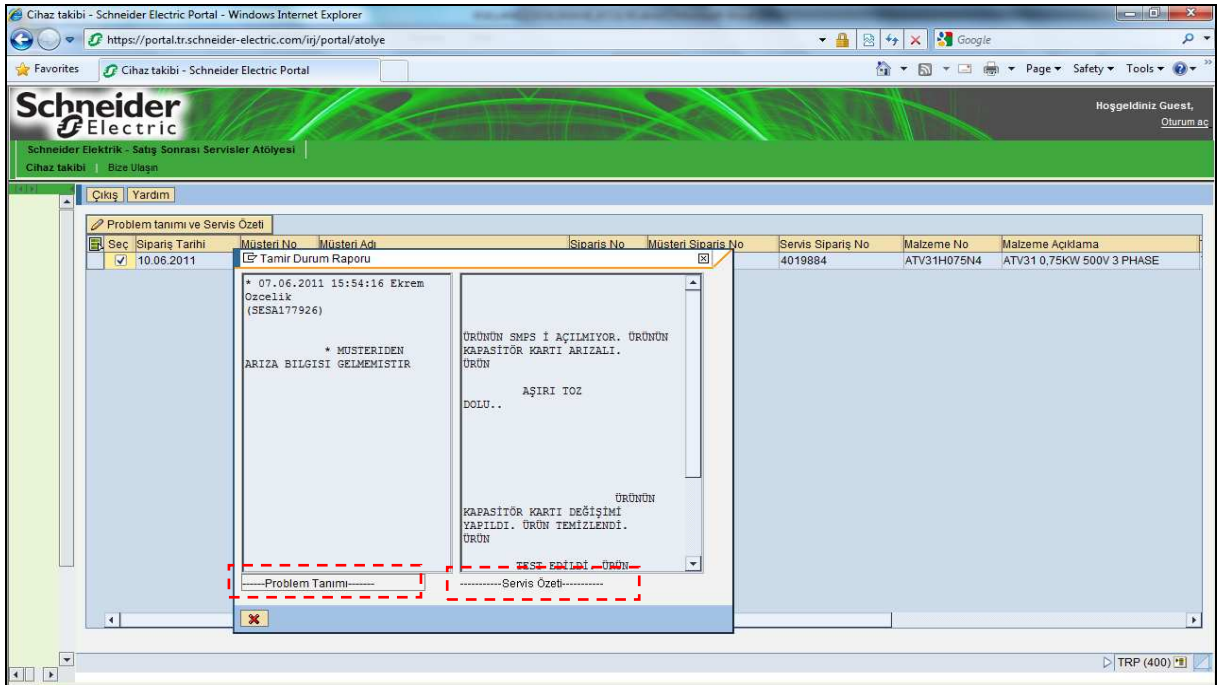 Cihaz takibi - Schneider Electric Portal - Windows Internet Explorer
https://portal.tr.schneider-electric.com/irj/portal/atolye
Google
Favorites
Cihaz takibi - Schneider Electric Portal
Page
Safety
Tools
Schneider
Electric
Hoşgeldiniz Guest,
Oturum aç
Schneider Elektrik - Satış Sonrası Servisler Atölyesi
Cihaz takibi | Bize Ulaşın
Çıkış Yardım
Problem tanımı ve Servis Özeti
Seç Sipariş Tarihi Müşteri No Müşteri Adı Sipariş No Müşteri Sipariş No Servis Sipariş No Malzeme No Malzeme Açıklama
10.06.2011 4019884 ATV31H075N4 ATV31 0,75KW 500V 3 PHASE
Tamir Durum Raporu
* 07.06.2011 15:54:16 Ekrem
Ozcelik
(SESA177926)
* MUSTERIDEN
ARIZA BILGISI GELMEMISTIR
ÜRÜNÜN SMPS İ AÇILMIYOR. ÜRÜNÜN
KAPASİTÖR KARTI ARIZALI.
ÜRÜN
AŞIRI TOZ
DOLU..
ÜRÜNÜN
KAPASİTÖR KARTI DEĞİŞİMİ
YAPILDI. ÜRÜN TEMİZLENDİ.
ÜRÜN
TEST EDİLDİ. ÜRÜN
------Problem Tanımı-------
-----------Servis Özeti-----------
TRP (400)